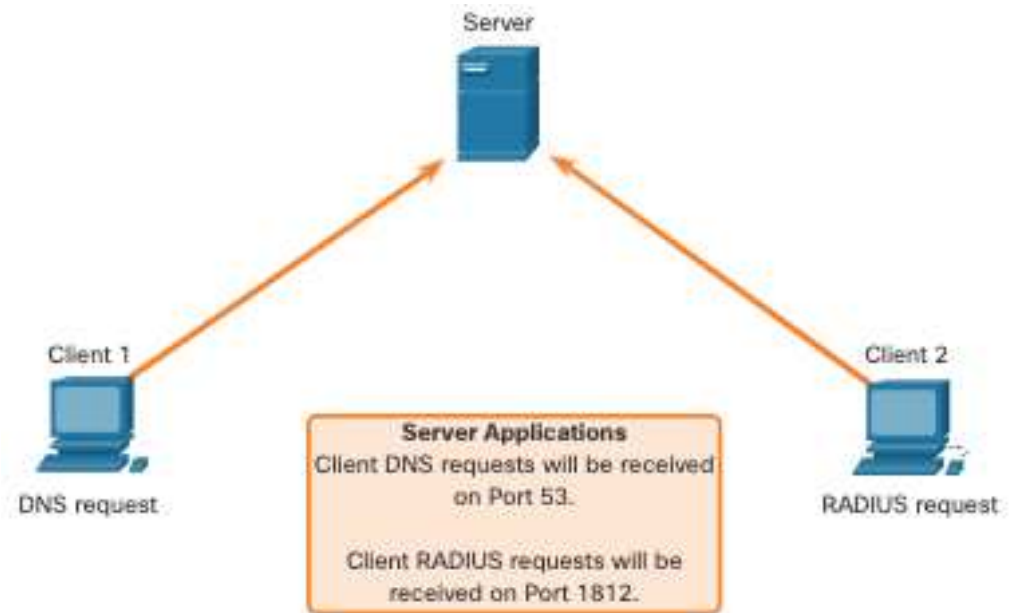 Server
Client 1
Client 2
DNS request
RADIUS request
Server Applications
Client DNS requests will be received
on Port 53.
Client RADIUS requests will be
received on Port 1812.